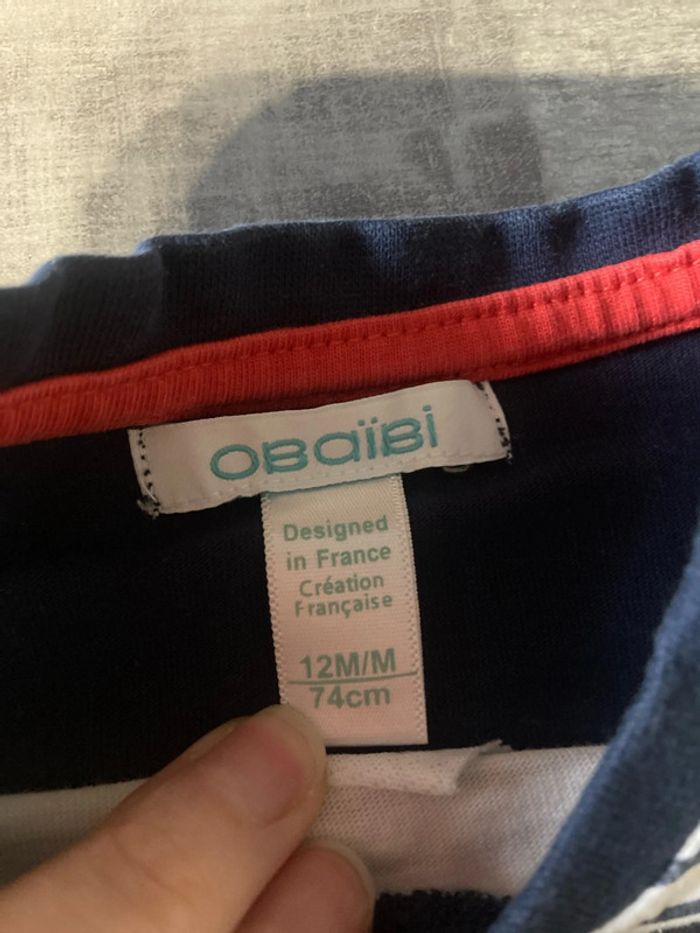 OBaïBi
Designed
in France
Création
Française
12M/M
74cm